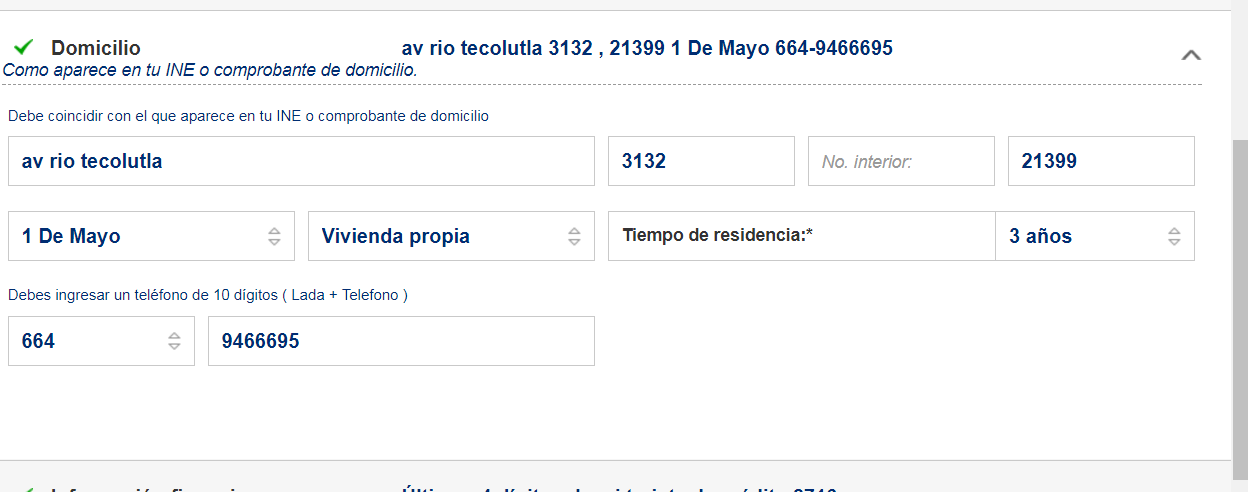 Domicilio av rio tecolutla 3132 , 21399 1 De Mayo 664-9466695
Como aparece en tu INE o comprobante de domicilio.
Debe coincidir con el que aparece en tu INE o comprobante de domicilio
av rio tecolutla 3132 No. interior: 21399
1 De Mayo Vivienda propia Tiempo de residencia:* 3 años
Debes ingresar un teléfono de 10 dígitos ( Lada + Telefono )
664 9466695